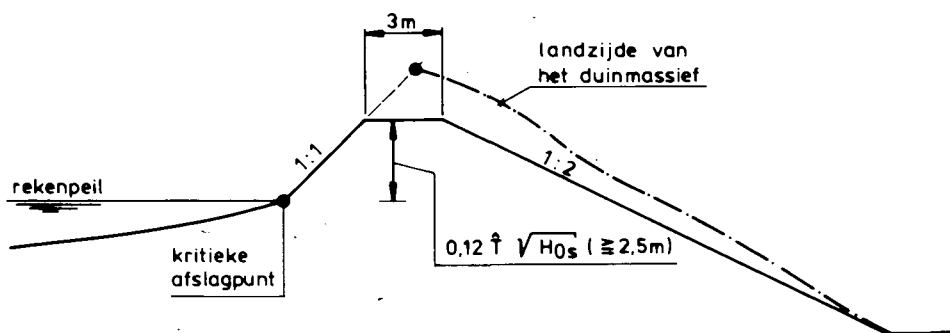 3m
landzijde van
het duinmassief
1:1
1:2
rekenpeil
0,12 T̂ √H0s (≧2,5m)
kritieke
afslagpunt